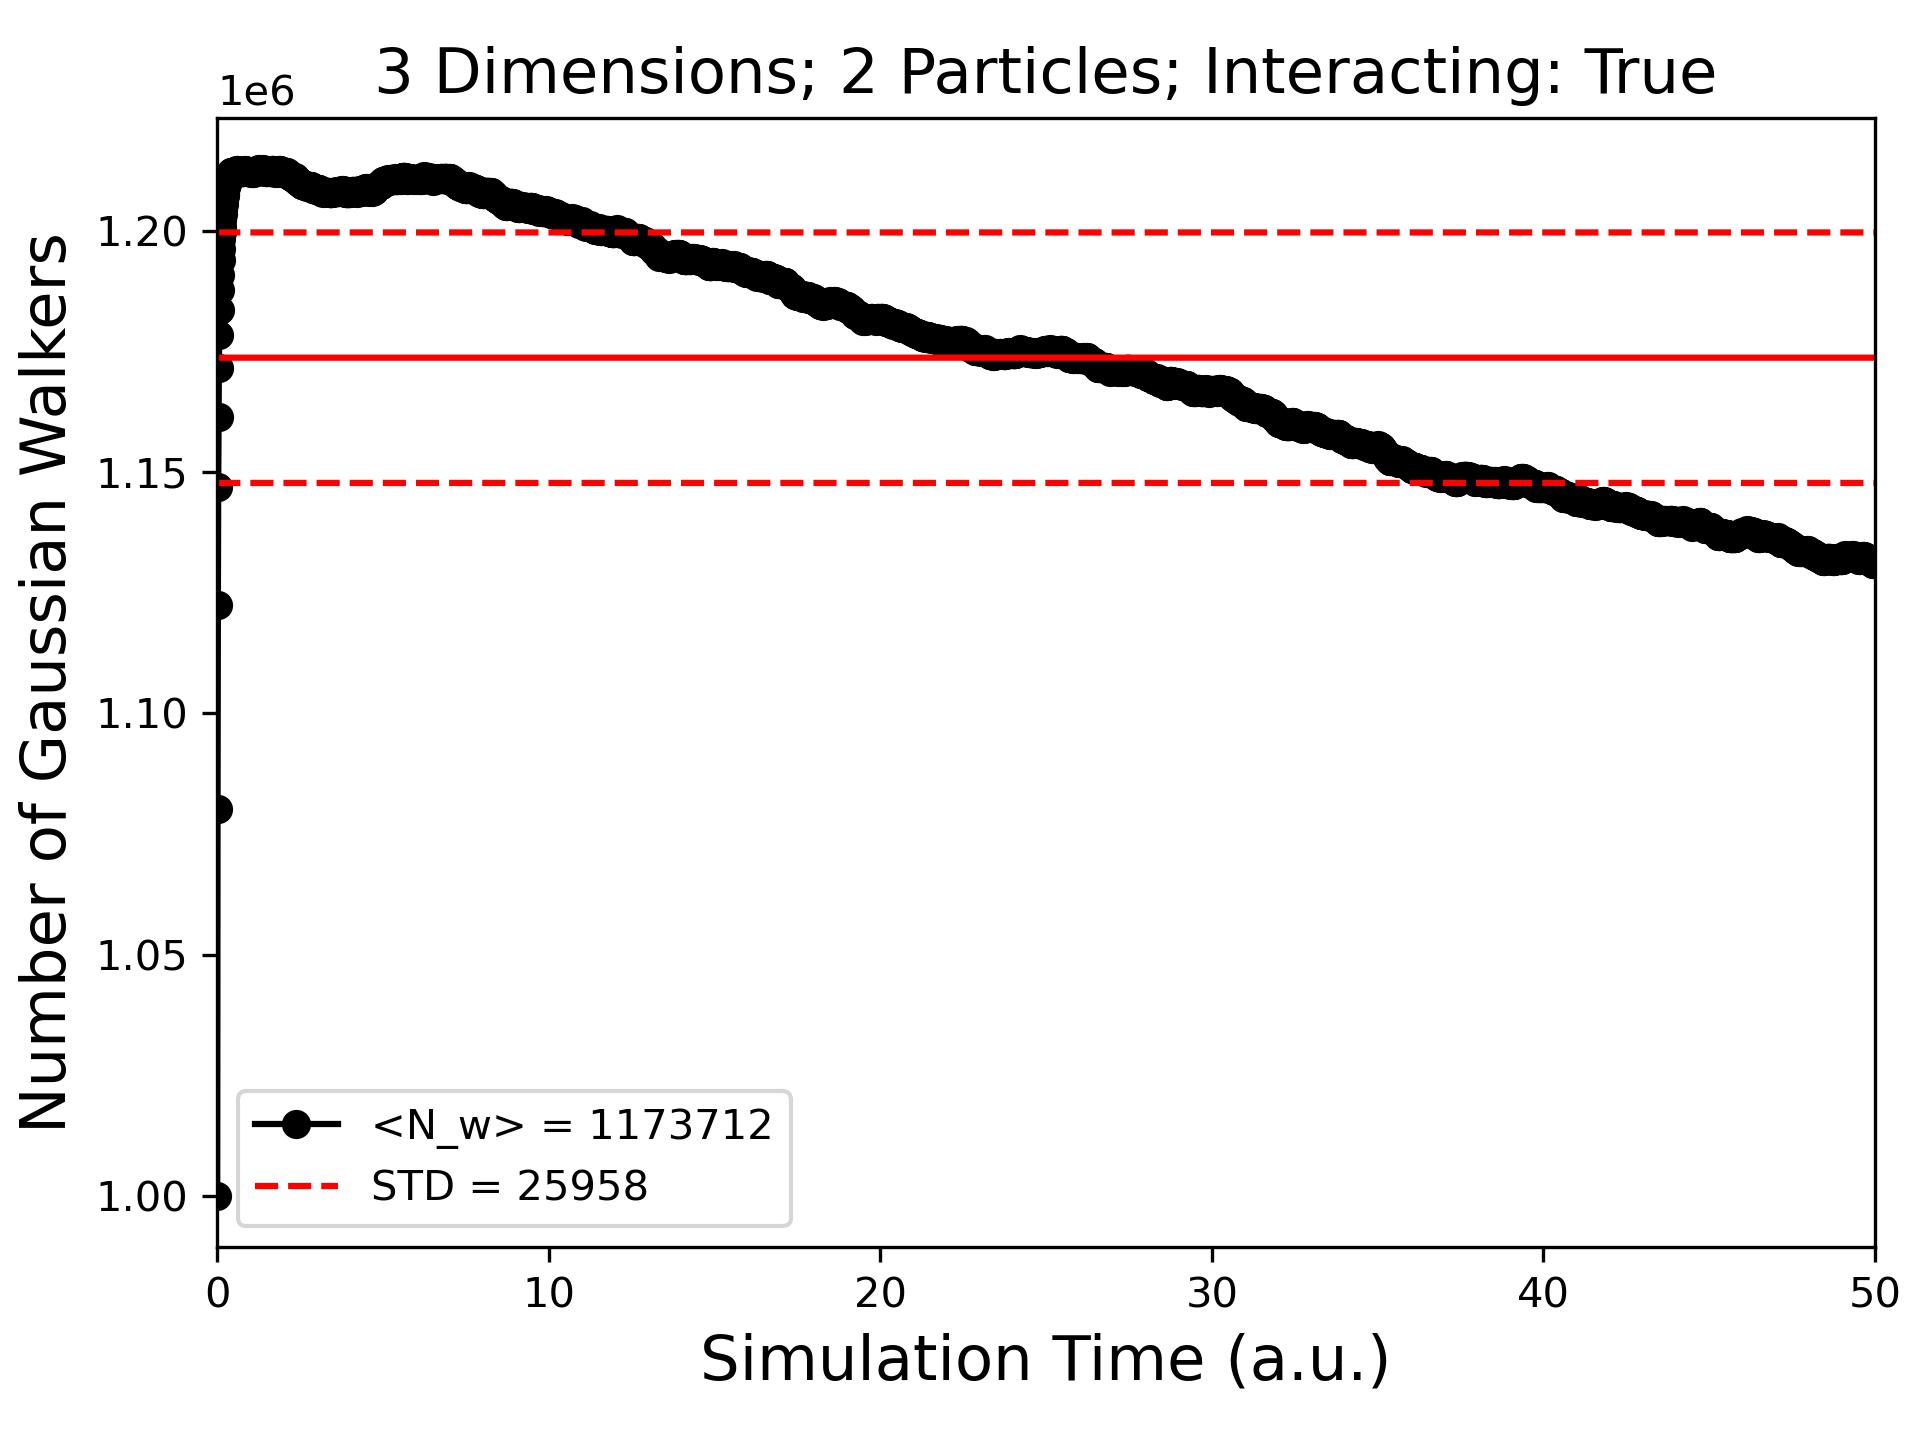 3 Dimensions; 2 Particles; Interacting: True
1e6
Number of Gaussian Walkers
1.20
1.15
1.10
1.05
1.00
<N_w> = 1173712
STD = 25958
0 10 20 30 40 50
Simulation Time (a.u.)